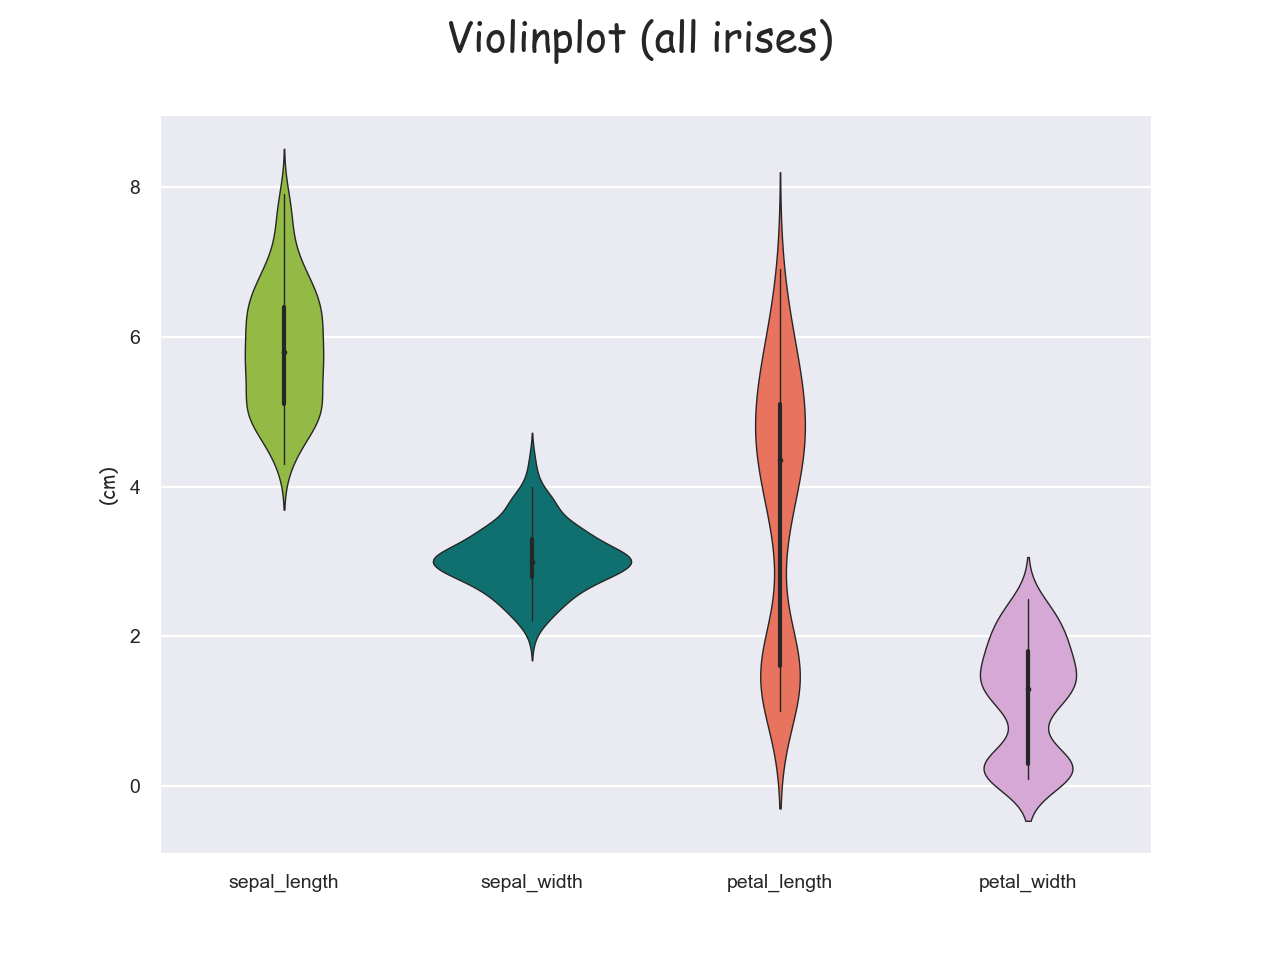 Violinplot (all irises)
8
6
4
2
0
(cm)
sepal_length
sepal_width
petal_length
petal_width